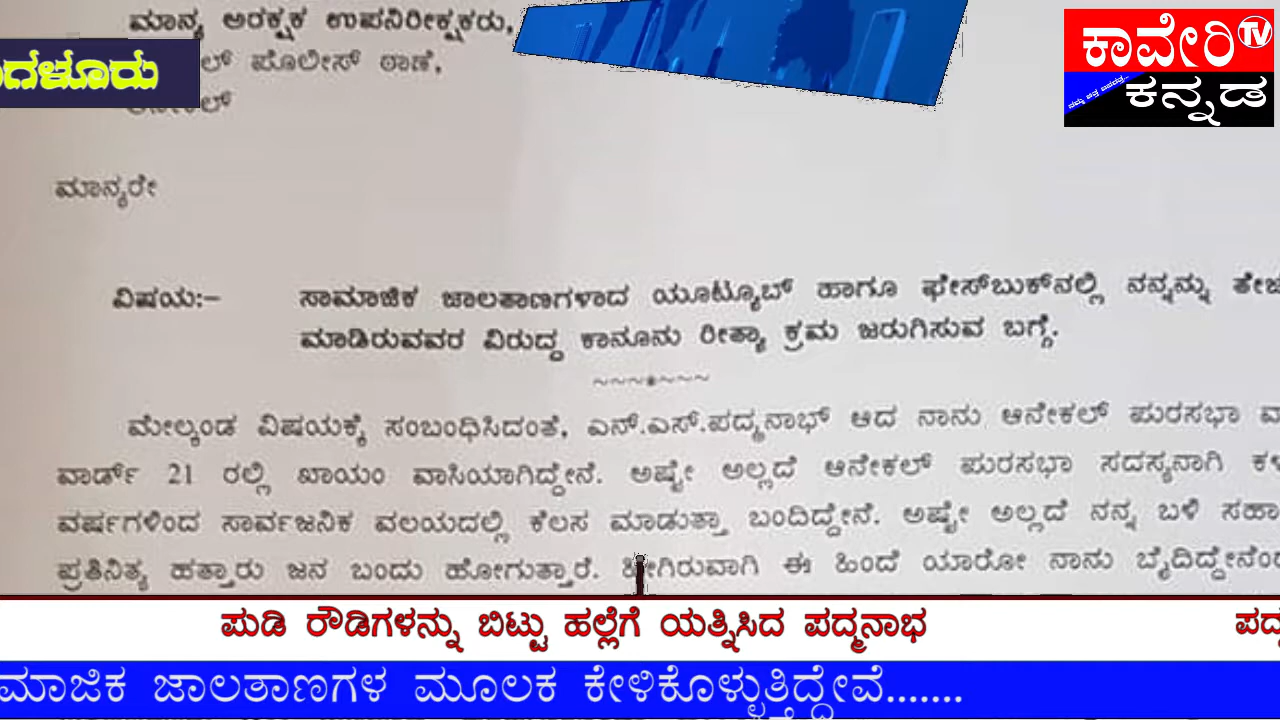 ಮಾನ್ಯ ಅರಕ್ಷಕ ಉಪನಿರೀಕ್ಷಕರು,
ಪೊಲೀಸ್ ಠಾಣೆ,
ಕಾವೇರಿ TV
ಕನ್ನಡ
ಮಾನ್ಯರೇ
ವಿಷಯ:– ಸಾಮಾಜಿಕ ಜಾಲತಾಣಗಳಾದ ಯೂಟ್ಯೂಬ್ ಹಾಗೂ ಫೇಸ್‌ಬುಕ್‌ನಲ್ಲಿ ನನ್ನನ್ನು
ಮಾಡಿರುವವರ ವಿರುದ್ದ ಕಾನೂನು ರೀತ್ಯಾ ಕ್ರಮ ಜರುಗಿಸುವ ಬಗ್ಗೆ.
ಮೇಲ್ಕಂಡ ವಿಷಯಕ್ಕೆ ಸಂಬಂಧಿಸಿದಂತೆ, ಎನ್.ಎಸ್.ಪದ್ಮನಾಭ್ ಆದ ನಾನು ಆನೇಕಲ್ ಪುರಸಭಾ
ವಾರ್ಡ್ 21 ರಲ್ಲಿ ಖಾಯಂ ವಾಸಿಯಾಗಿದ್ದೇನೆ. ಅಷ್ಟೇ ಅಲ್ಲದೆ ಆನೇಕಲ್ ಪುರಸಭಾ ಸದಸ್ಯನಾಗಿ
ವರ್ಷಗಳಿಂದ ಸಾರ್ವಜನಿಕ ವಲಯದಲ್ಲಿ ಕೆಲಸ ಮಾಡುತ್ತಾ ಬಂದಿದ್ದೇನೆ. ಅಷ್ಟೇ ಅಲ್ಲದೆ ನನ್ನ ಬಳಿ
ಪ್ರತಿನಿತ್ಯ ಹತ್ತಾರು ಜನ ಬಂದು ಹೋಗುತ್ತಾರೆ. ಹೀಗಿರುವಾಗಿ ಈ ಹಿಂದೆ ಯಾರೋ ನಾನು
ಪುಡಿ ರೌಡಿಗಳನ್ನು ಬಿಟ್ಟು ಹಲ್ಲೆಗೆ ಯತ್ನಿಸಿದ ಪದ್ಮನಾಭ
ಮಾಜಿಕ ಜಾಲತಾಣಗಳ ಮೂಲಕ ಕೇಳಿಕೊಳ್ಳುತ್ತಿದ್ದೇವೆ.......